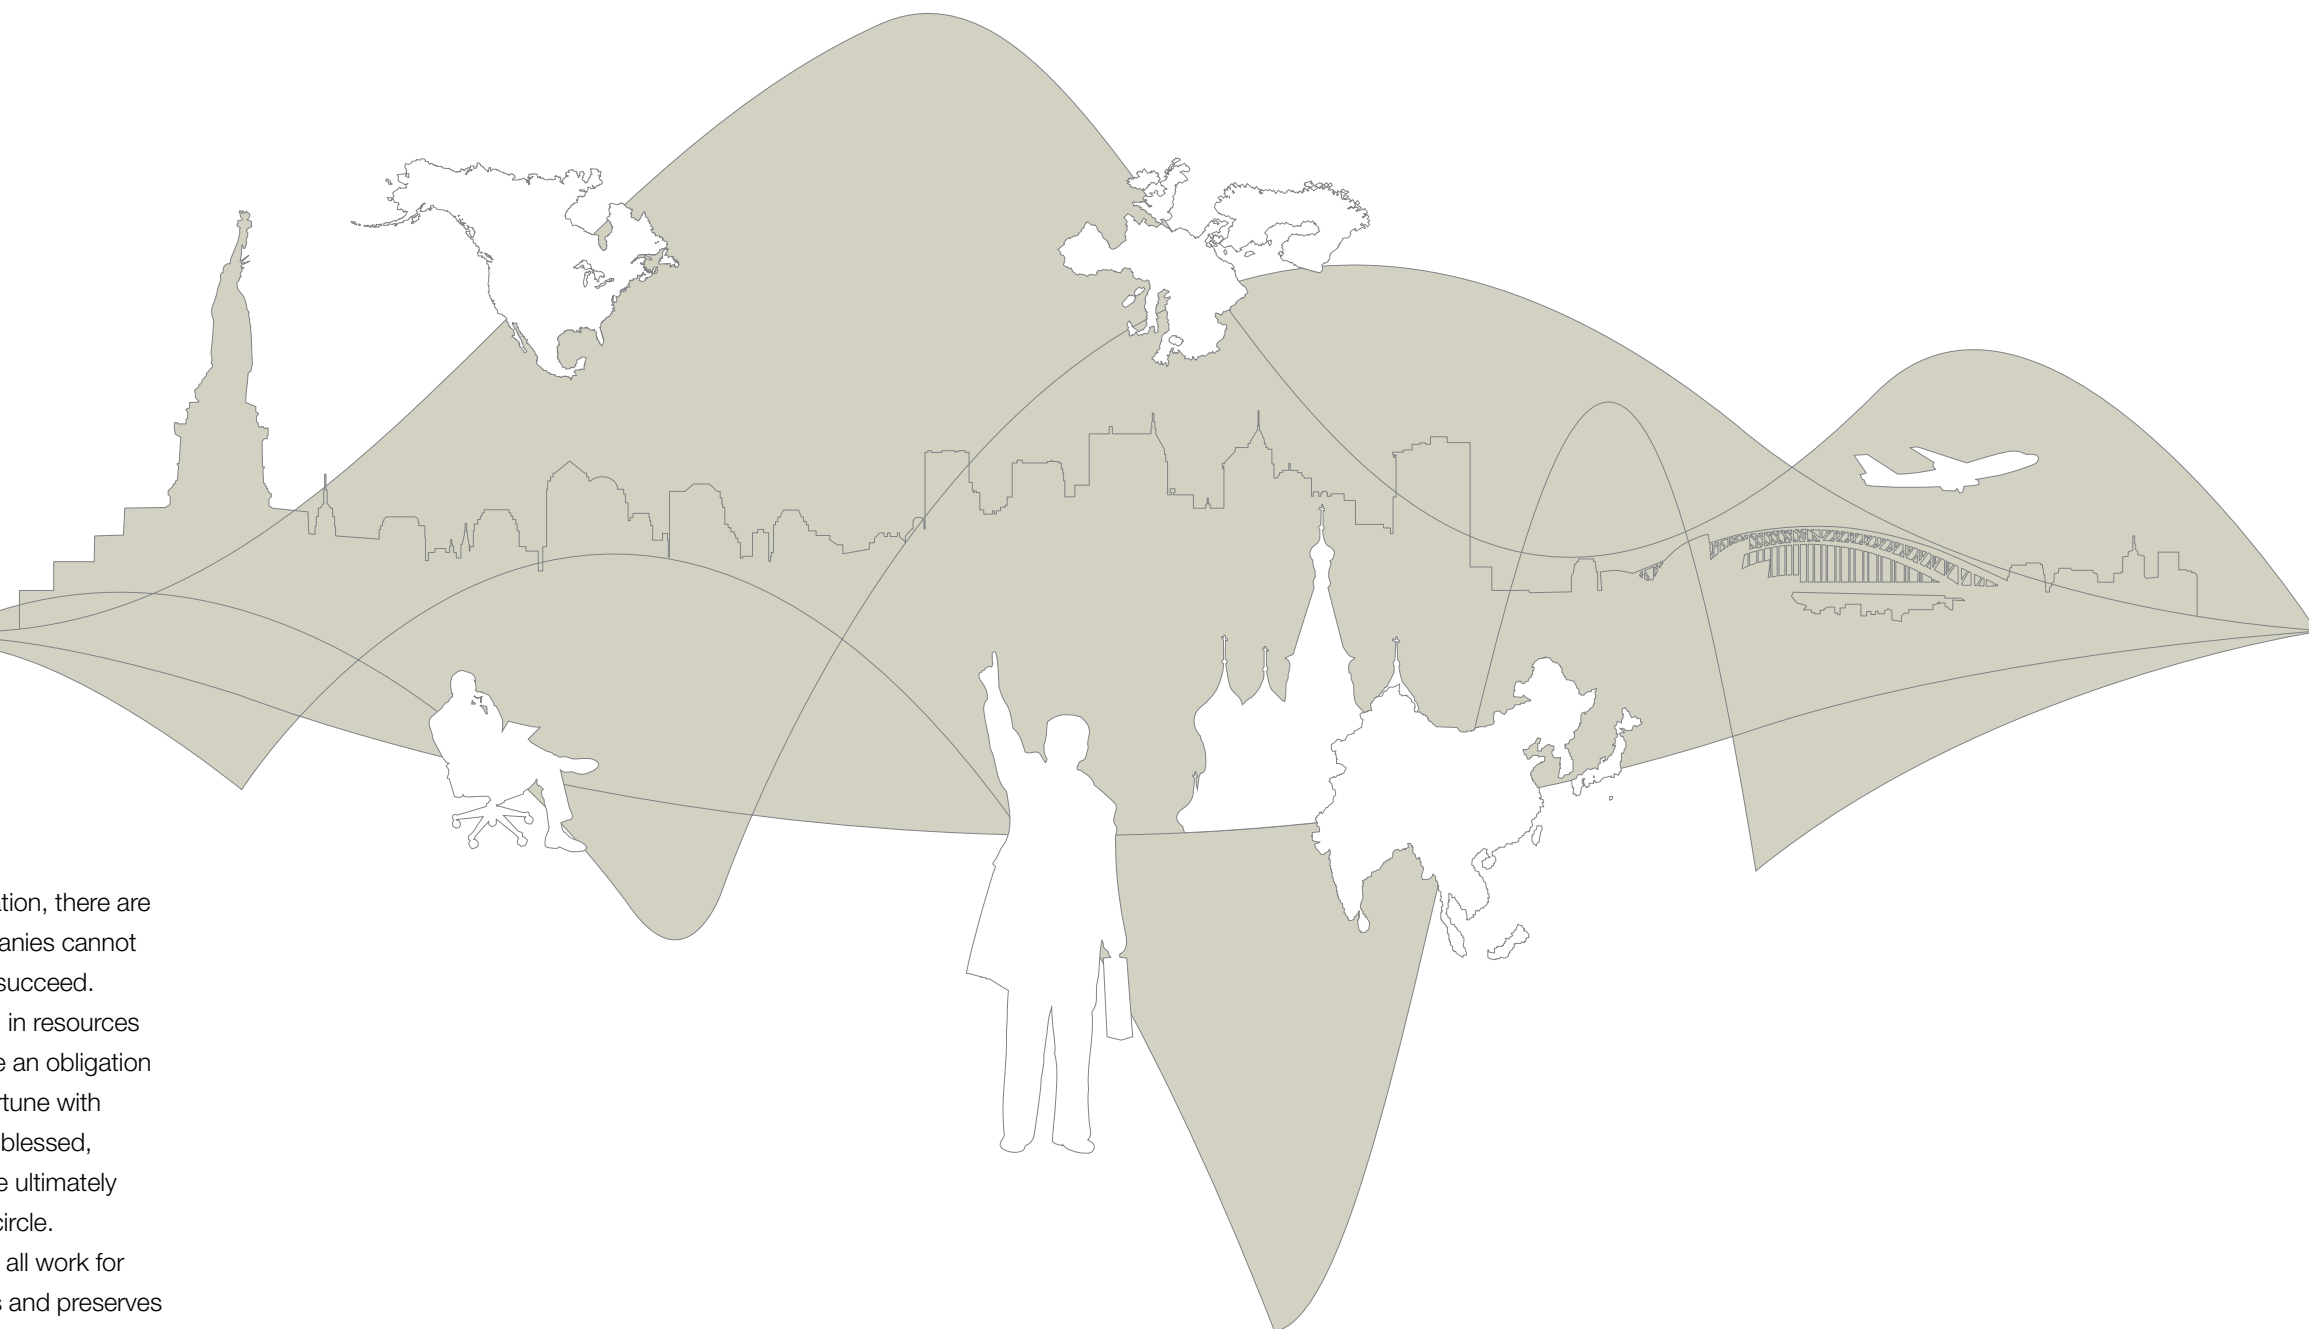 ation, there are
anies cannot
succeed.
in resources
e an obligation
rtune with
blessed,
e ultimately
circle.
all work for
s and preserves